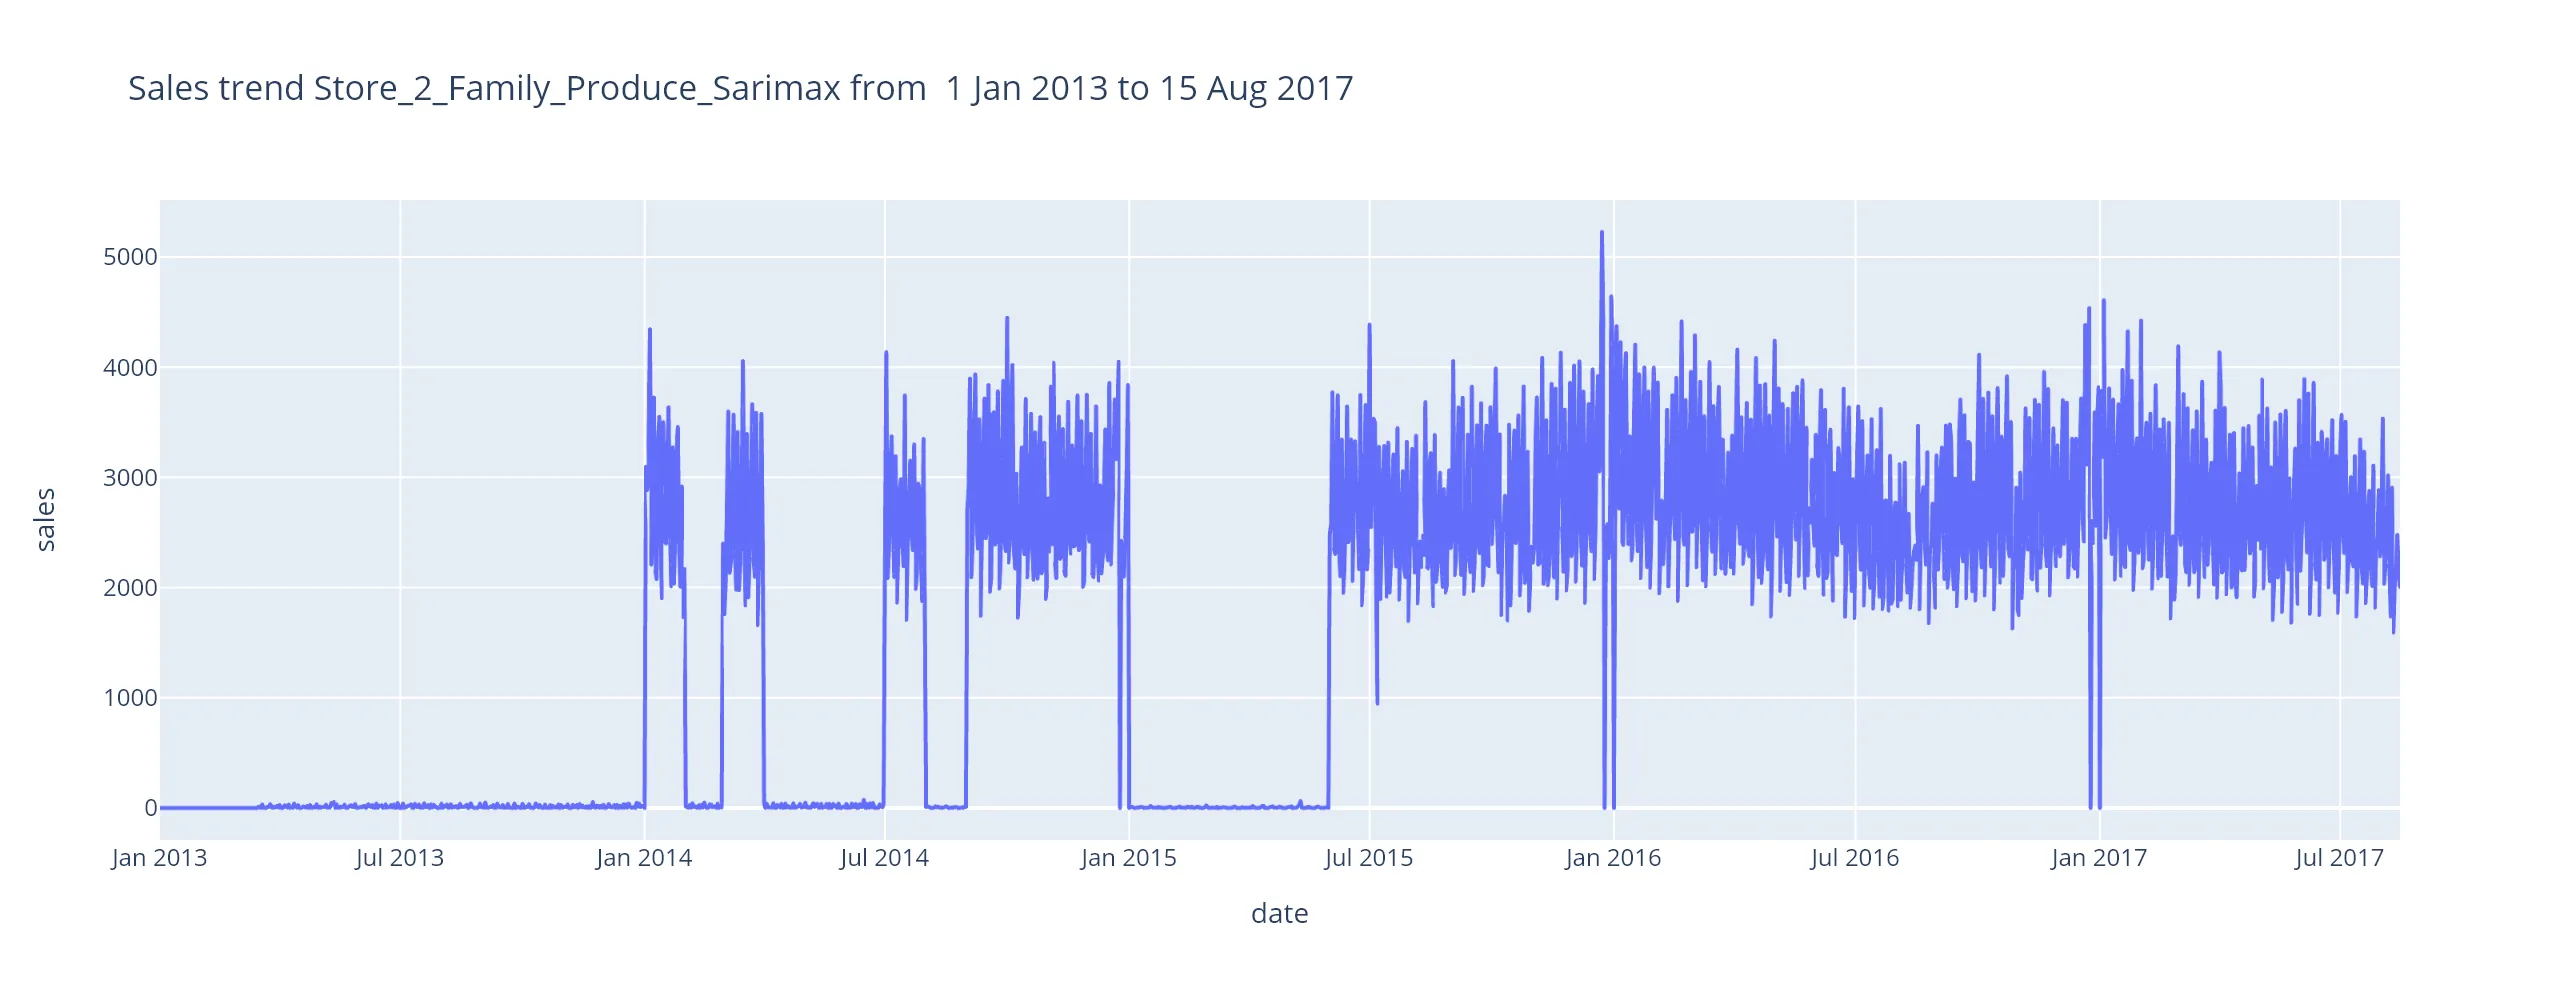 Sales trend Store_2_Family_Produce_Sarimax from  1 Jan 2013 to 15 Aug 2017
5000
4000
3000
2000
1000
0
sales
Jan 2013 Jul 2013 Jan 2014 Jul 2014 Jan 2015 Jul 2015 Jan 2016 Jul 2016 Jan 2017 Jul 2017
date